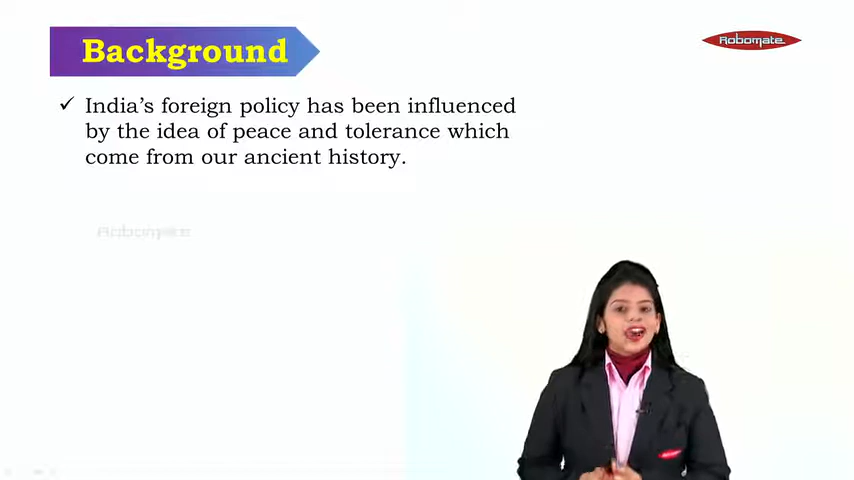 Background
Robomate
✓ India's foreign policy has been influenced
by the idea of peace and tolerance which
come from our ancient history.
Robomate